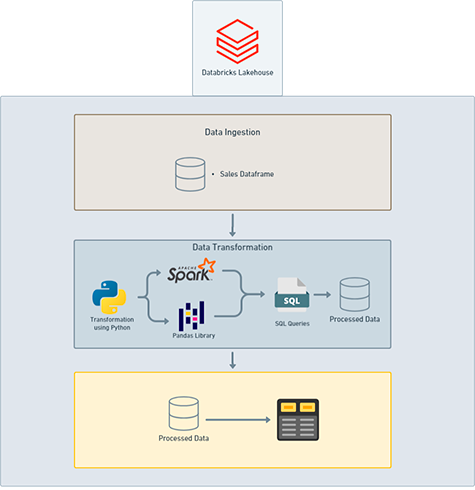 Databricks Lakehouse
Data Ingestion
• Sales Dataframe
Data Transformation
APACHE
Spark
Transformation
using Python
Pandas Library
SQL
SQL Queries
Processed Data
Processed Data